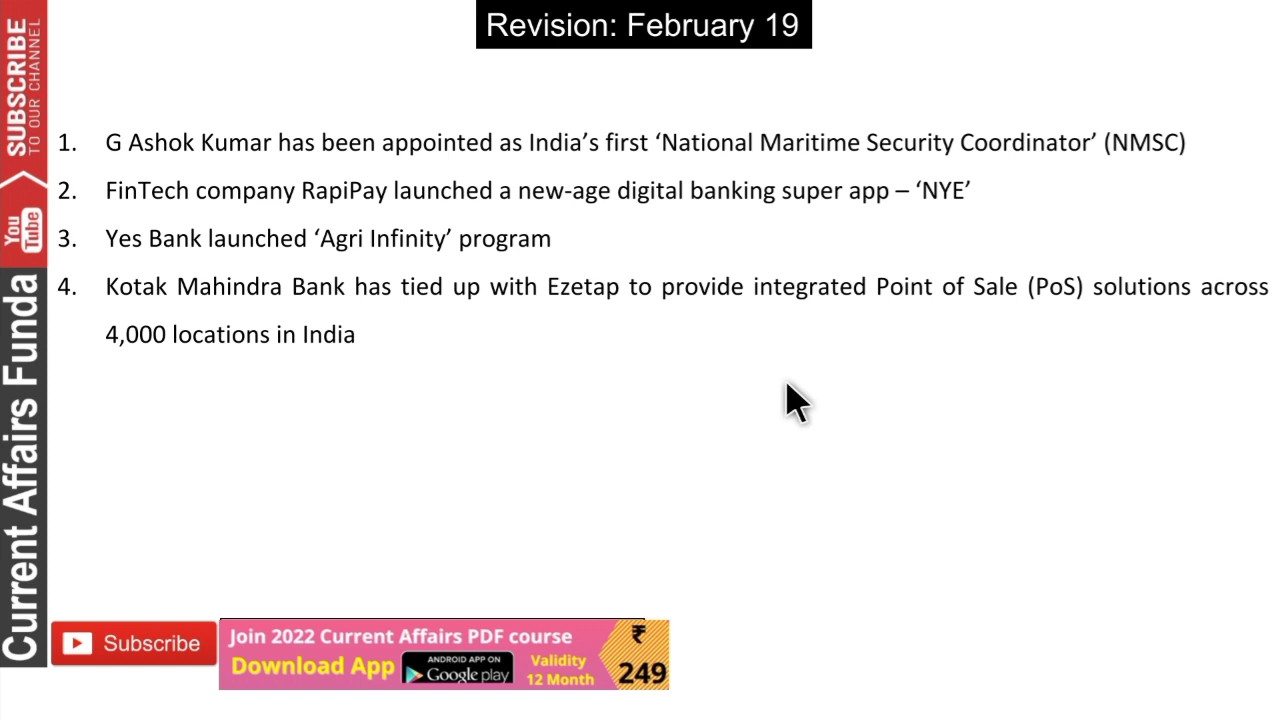 Revision: February 19
1. G Ashok Kumar has been appointed as India’s first ‘National Maritime Security Coordinator’ (NMSC)
2. FinTech company RapiPay launched a new-age digital banking super app – ‘NYE’
3. Yes Bank launched ‘Agri Infinity’ program
4. Kotak Mahindra Bank has tied up with Ezetap to provide integrated Point of Sale (PoS) solutions across
4,000 locations in India
SUBSCRIBE
TO OUR CHANNEL
You
Tube
Current Affairs Funda
Subscribe
Join 2022 Current Affairs PDF course
Download App
ANDROID APP ON
Google play
Validity
12 Month
₹
249